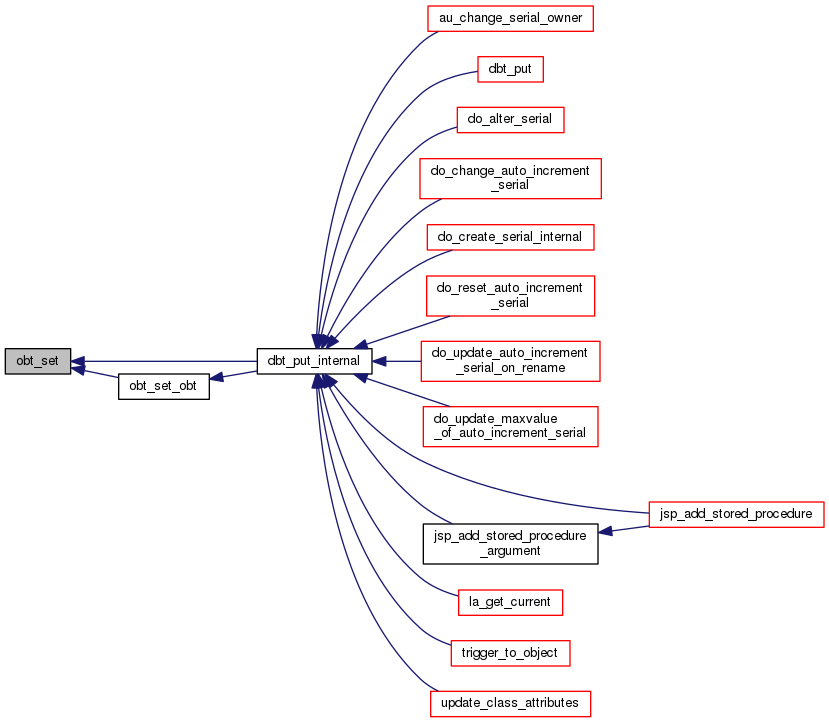 au_change_serial_owner
dbt_put
do_alter_serial
do_change_auto_increment
_serial
do_create_serial_internal
do_reset_auto_increment
_serial
obt_set
dbt_put_internal
do_update_auto_increment
_serial_on_rename
obt_set_obt
do_update_maxvalue
_of_auto_increment_serial
jsp_add_stored_procedure
jsp_add_stored_procedure
_argument
la_get_current
trigger_to_object
update_class_attributes